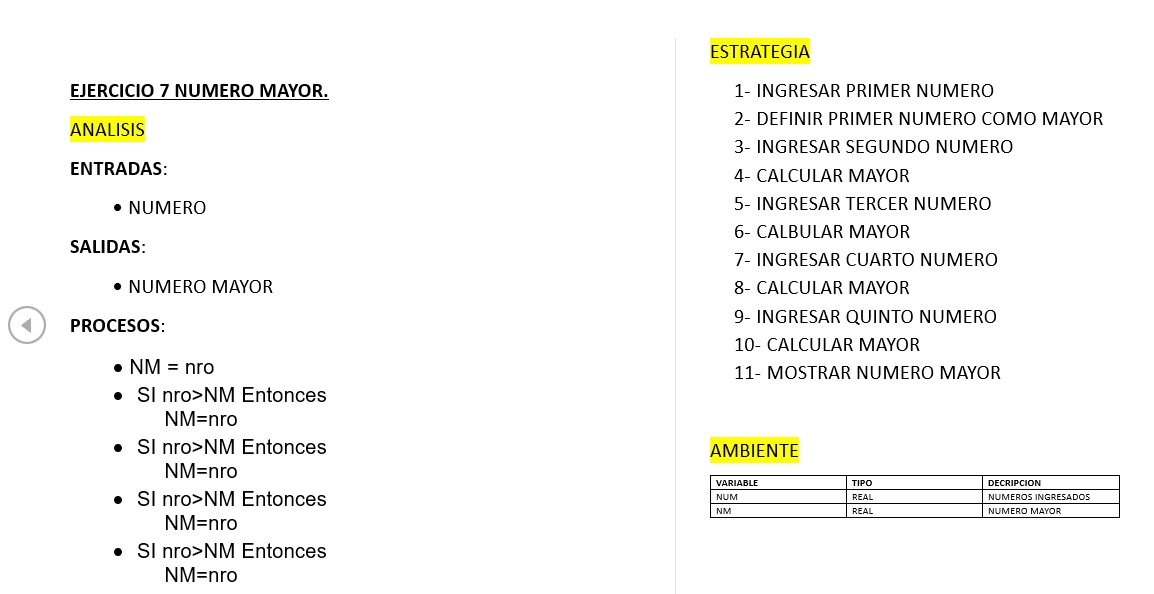 EJERCICIO 7 NUMERO MAYOR.
ANALISIS
ENTRADAS:
• NUMERO
SALIDAS:
• NUMERO MAYOR
PROCESOS:
• NM = nro
• SI nro>NM Entonces
NM=nro
• SI nro>NM Entonces
NM=nro
• SI nro>NM Entonces
NM=nro
• SI nro>NM Entonces
NM=nro
ESTRATEGIA
1- INGRESAR PRIMER NUMERO
2- DEFINIR PRIMER NUMERO COMO MAYOR
3- INGRESAR SEGUNDO NUMERO
4- CALCULAR MAYOR
5- INGRESAR TERCER NUMERO
6- CALBULAR MAYOR
7- INGRESAR CUARTO NUMERO
8- CALCULAR MAYOR
9- INGRESAR QUINTO NUMERO
10- CALCULAR MAYOR
11- MOSTRAR NUMERO MAYOR
AMBIENTE
VARIABLE TIPO DECRIPCION
NUM REAL NUMEROS INGRESADOS
NM REAL NUMERO MAYOR